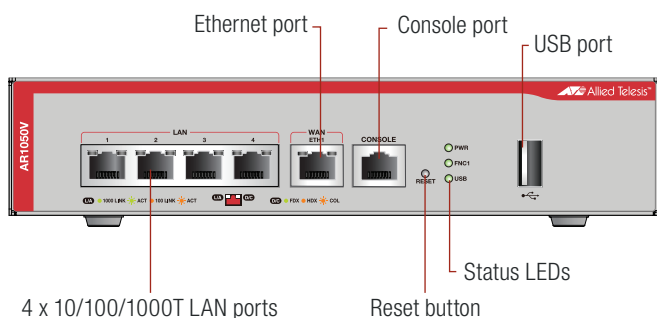 Ethernet port
Console port
USB port
Allied Telesis™
AR1050V
LAN
1 2 3 4
WAN
ETH1
CONSOLE
PWR
FNC1
USB
RESET
L/A 1000 LINK ACT 100 LINK ACT
L/A D/C
D/C FDX HDX COL
Status LEDs
4 x 10/100/1000T LAN ports
Reset button